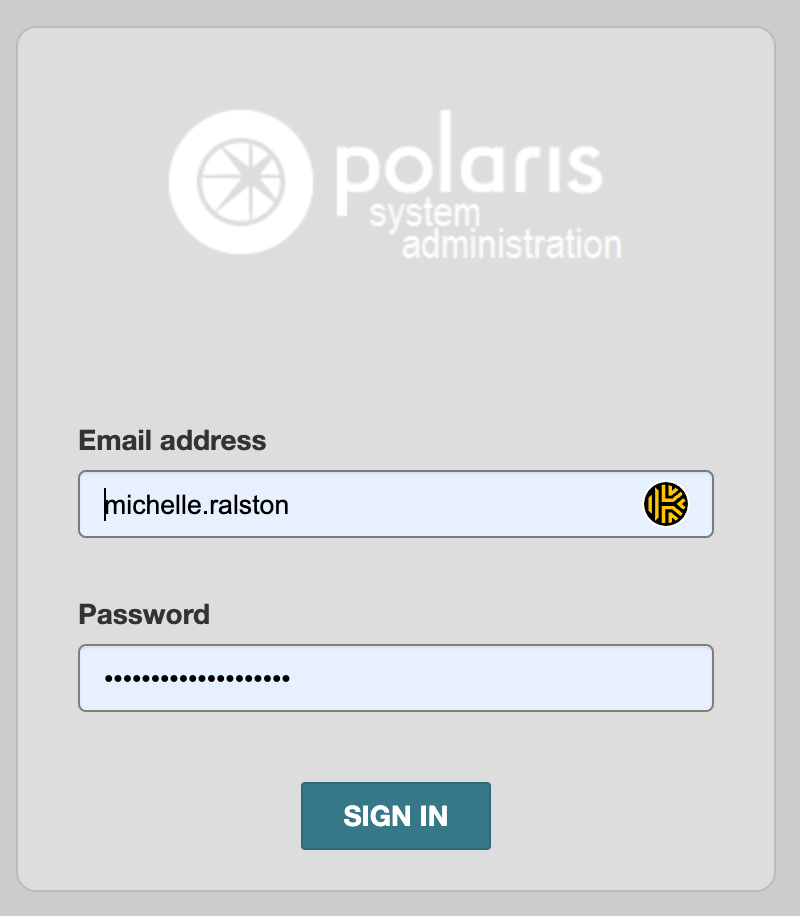 polaris
system
administration
Email address
michelle.ralston
Password
••••••••••••••••••••
SIGN IN